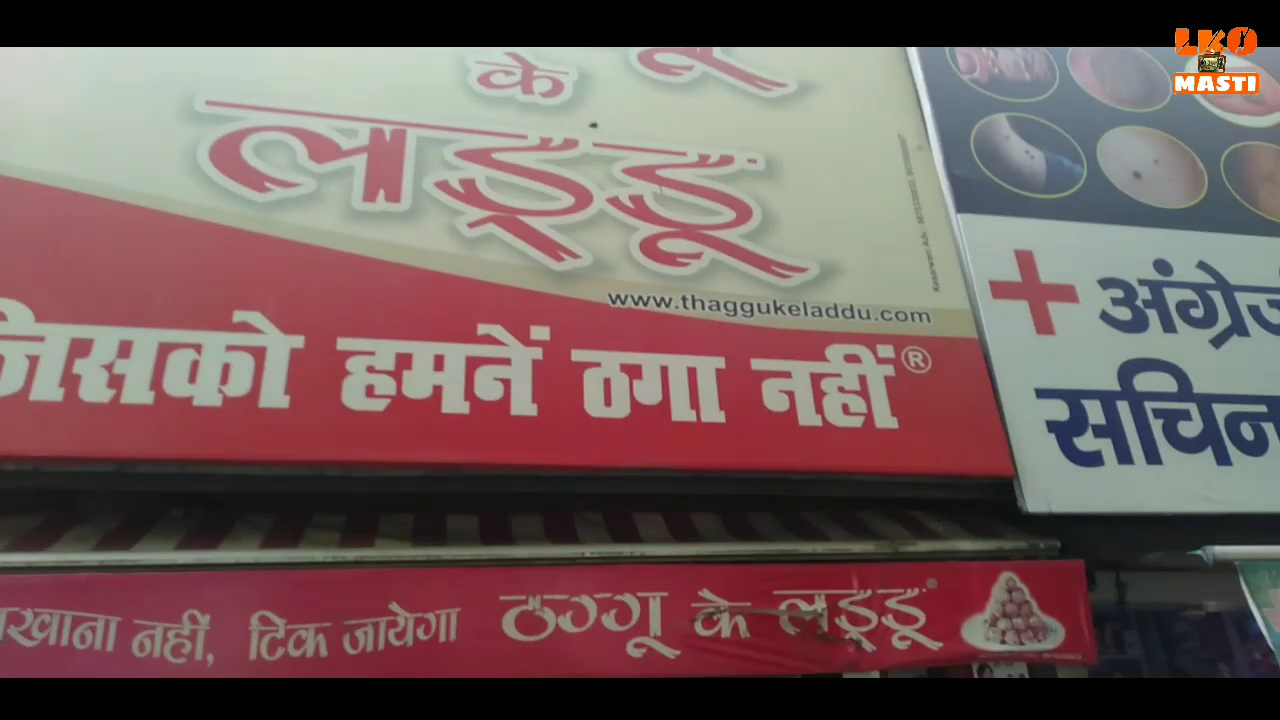 LKO
MASTI
के
लड्डू
www.thaggukeladdu.com
जिसको हमनें ठगा नहीं®
+ अंग्रेजी
सचिन
खाना नहीं, टिक जायेगा ठग्गू के लड्डू